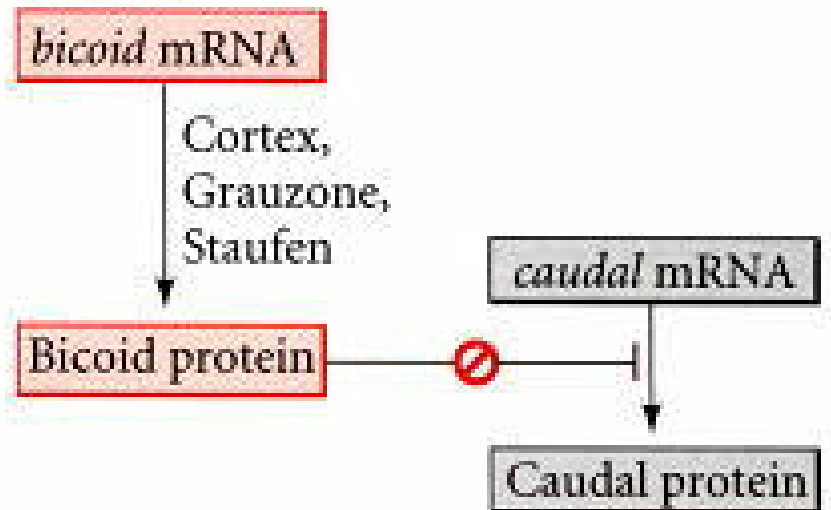 bicoid mRNA
Cortex,
Grauzone,
Staufen
caudal mRNA
Bicoid protein
Caudal protein